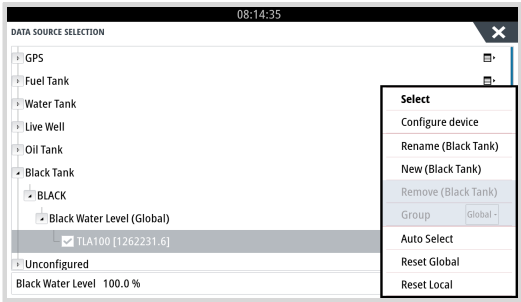 08:14:35
DATA SOURCE SELECTION
GPS
Fuel Tank
Water Tank
Live Well
Oil Tank
Black Tank
BLACK
Black Water Level (Global)
TLA100 [1262231.6]
Unconfigured
Black Water Level 100.0 %
Select
Configure device
Rename (Black Tank)
New (Black Tank)
Remove (Black Tank)
Group Global
Auto Select
Reset Global
Reset Local